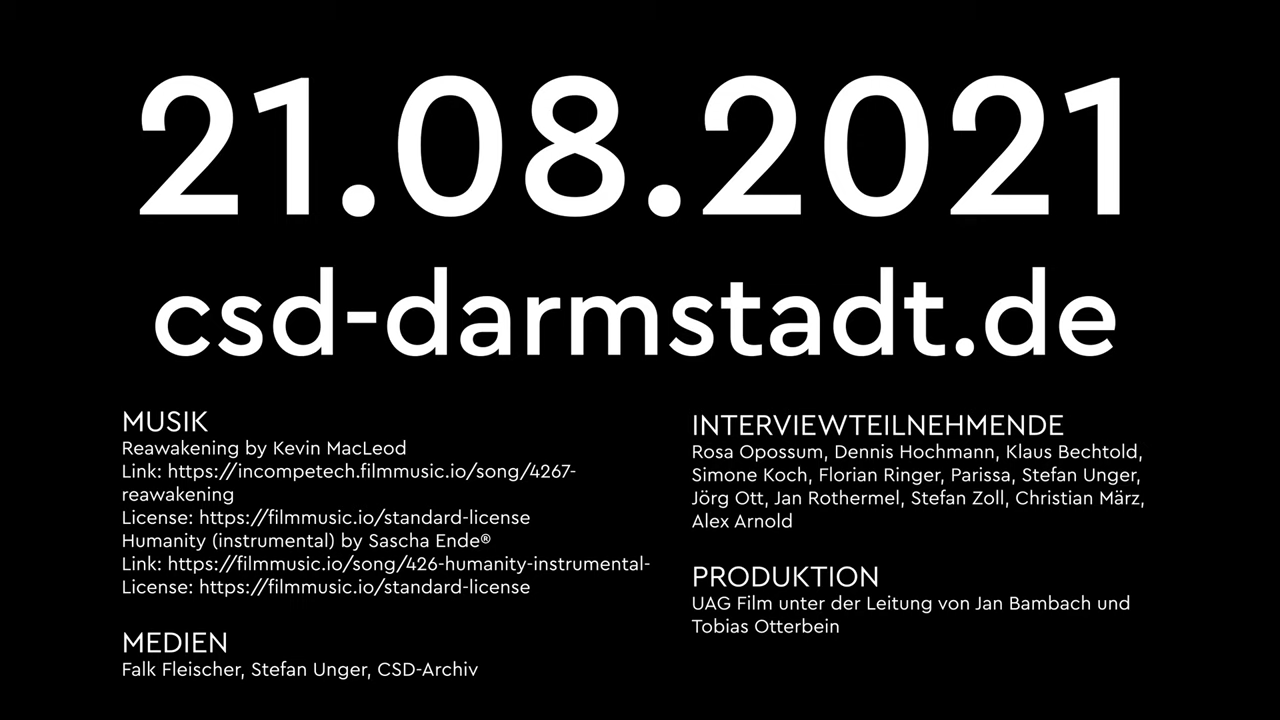 21.08.2021
csd-darmstadt.de
MUSIK
Reawakening by Kevin MacLeod
Link: https://incompetech.filmmusic.io/song/4267-
reawakening
License: https://filmmusic.io/standard-license
Humanity (instrumental) by Sascha Ende®
Link: https://filmmusic.io/song/426-humanity-instrumental-
License: https://filmmusic.io/standard-license
MEDIEN
Falk Fleischer, Stefan Unger, CSD-Archiv
INTERVIEWTEILNEHMENDE
Rosa Opossum, Dennis Hochmann, Klaus Bechtold,
Simone Koch, Florian Ringer, Parissa, Stefan Unger,
Jörg Ott, Jan Rothermel, Stefan Zoll, Christian März,
Alex Arnold
PRODUKTION
UAG Film unter der Leitung von Jan Bambach und
Tobias Otterbein